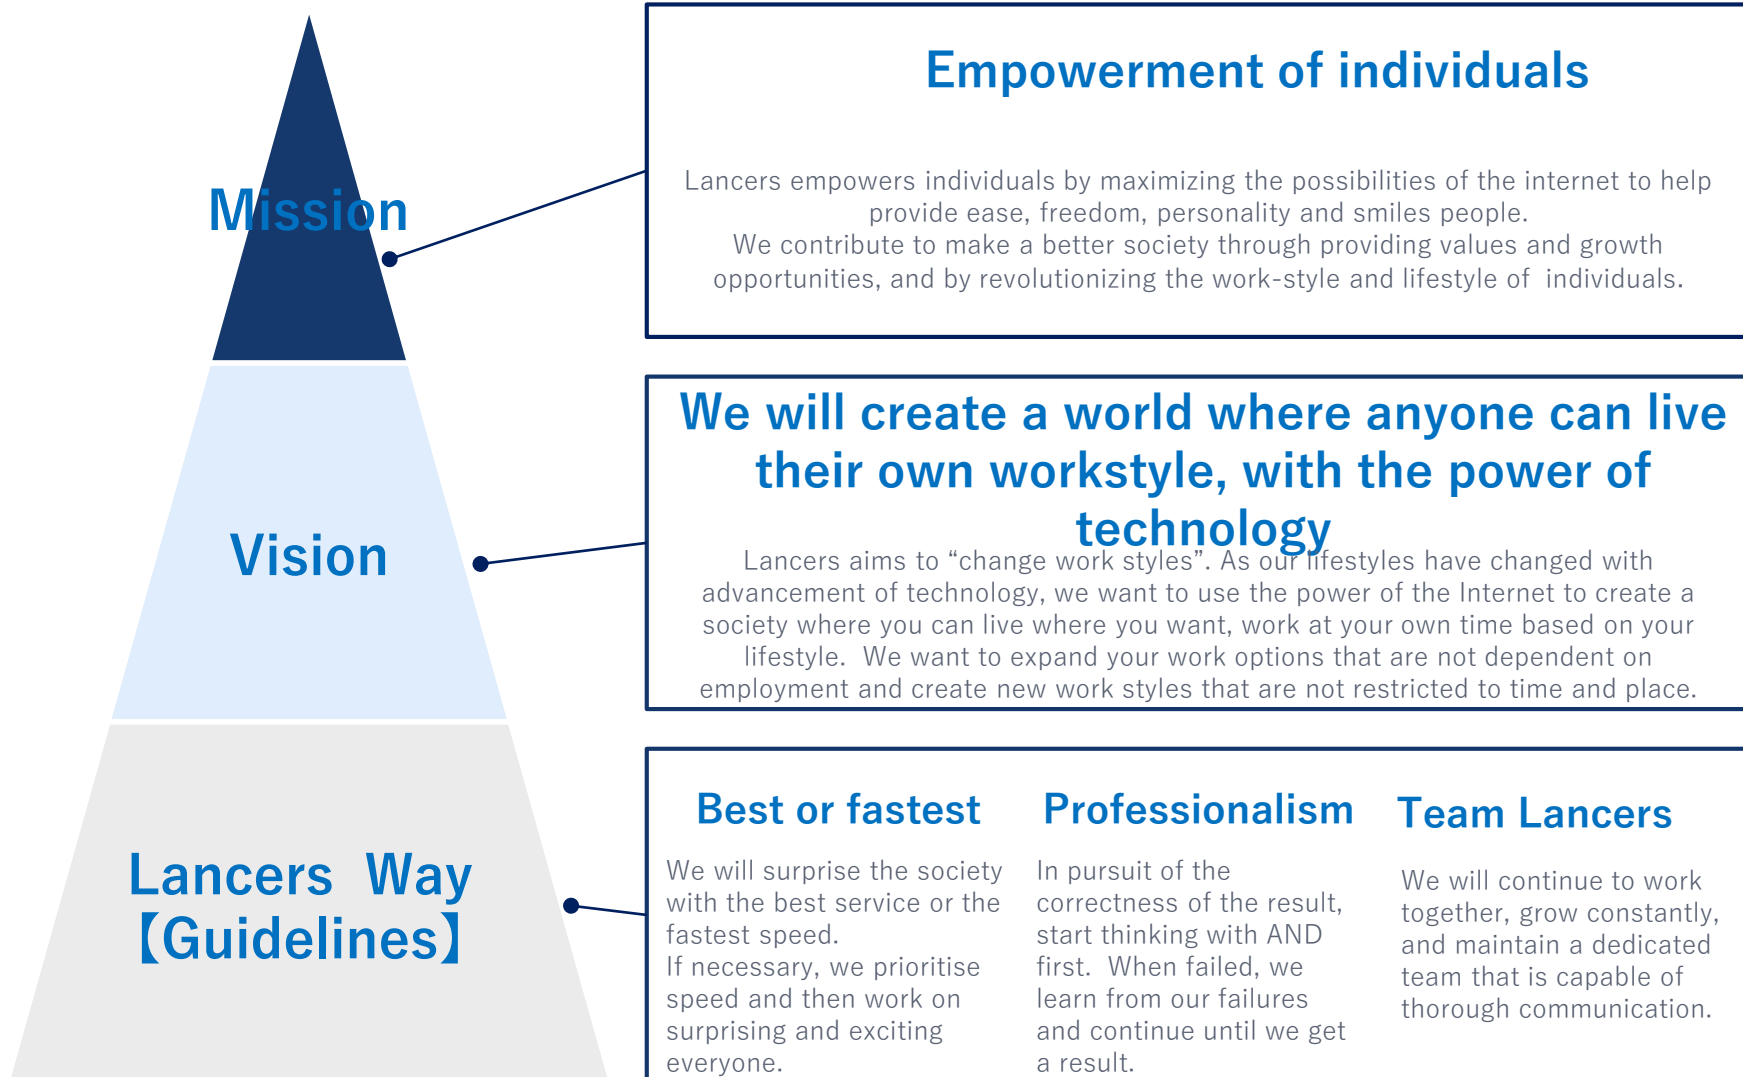 Mission
Empowerment of individuals
Lancers empowers individuals by maximizing the possibilities of the internet to help
provide ease, freedom, personality and smiles people.
We contribute to make a better society through providing values and growth
opportunities, and by revolutionizing the work-style and lifestyle of individuals.
Vision
We will create a world where anyone can live
their own workstyle, with the power of
technology
Lancers aims to “change work styles”. As our lifestyles have changed with
advancement of technology, we want to use the power of the Internet to create a
society where you can live where you want, work at your own time based on your
lifestyle. We want to expand your work options that are not dependent on
employment and create new work styles that are not restricted to time and place.
Lancers Way
【Guidelines】
Best or fastest
We will surprise the society
with the best service or the
fastest speed.
If necessary, we prioritise
speed and then work on
surprising and exciting
everyone.
Professionalism
In pursuit of the
correctness of the result,
start thinking with AND
first. When failed, we
learn from our failures
and continue until we get
a result.
Team Lancers
We will continue to work
together, grow constantly,
and maintain a dedicated
team that is capable of
thorough communication.